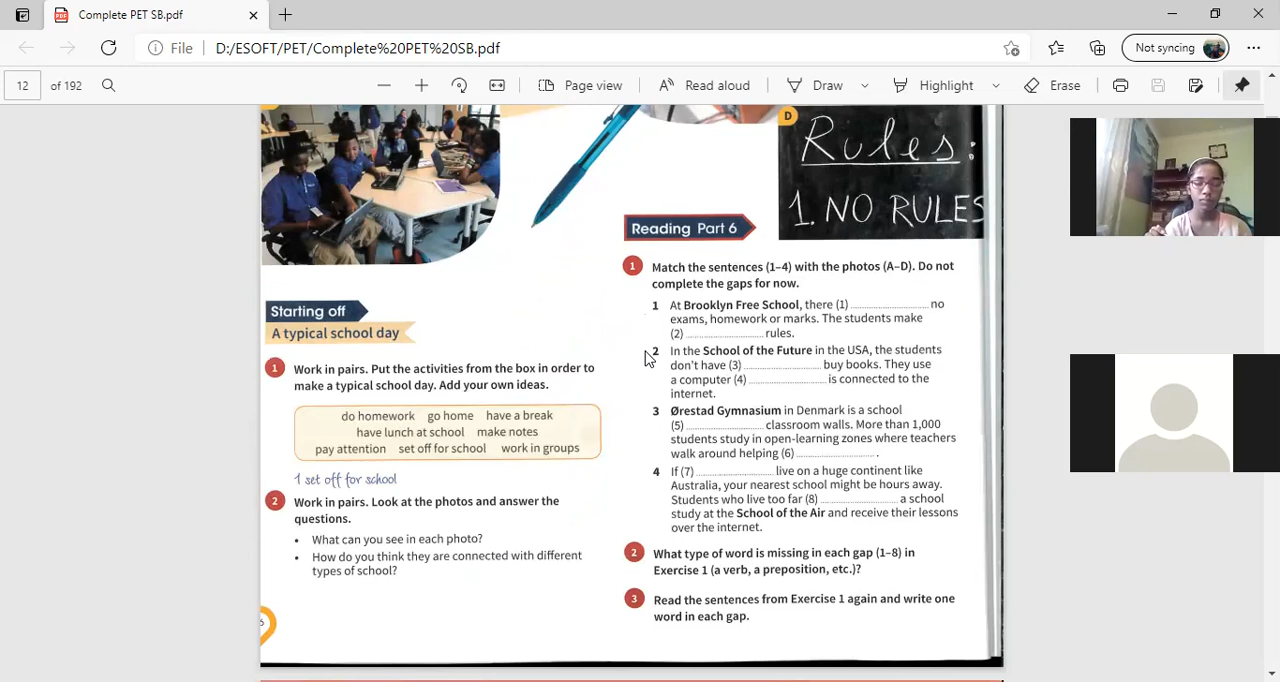 Complete PET SB.pdf
File
D:/ESOFT/PET/Complete%20PET%20SB.pdf
Not syncing
12 of 192
Page view
Read aloud
Draw
Highlight
Erase
D
Rules:
1. NO RULES
Reading Part 6
1 Match the sentences (1–4) with the photos (A–D). Do not
complete the gaps for now.
1 At Brooklyn Free School, there (1) ........................ no
exams, homework or marks. The students make
(2) ........................ rules.
2 In the School of the Future in the USA, the students
don't have (3) ........................ buy books. They use
a computer (4) ........................ is connected to the
internet.
3 Ørestad Gymnasium in Denmark is a school
(5) ........................ classroom walls. More than 1,000
students study in open-learning zones where teachers
walk around helping (6) ........................ .
4 If (7) ........................ live on a huge continent like
Australia, your nearest school might be hours away.
Students who live too far (8) ........................ a school
study at the School of the Air and receive their lessons
over the internet.
2 What type of word is missing in each gap (1–8) in
Exercise 1 (a verb, a preposition, etc.)?
3 Read the sentences from Exercise 1 again and write one
word in each gap.
Starting off
A typical school day
1 Work in pairs. Put the activities from the box in order to
make a typical school day. Add your own ideas.
do homework go home have a break
have lunch at school make notes
pay attention set off for school work in groups
1 set off for school
2 Work in pairs. Look at the photos and answer the
questions.
• What can you see in each photo?
• How do you think they are connected with different
types of school?